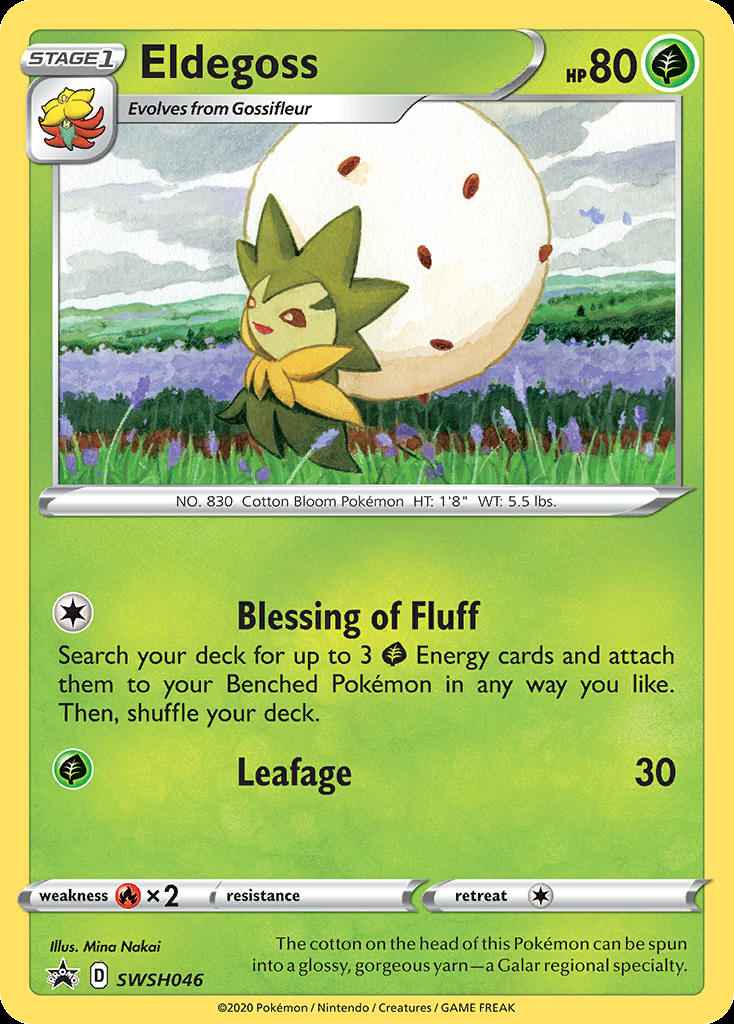 STAGE 1
Eldegoss
HP 80
Evolves from Gossifleur
NO. 830 Cotton Bloom Pokémon HT: 1'8" WT: 5.5 lbs.
Blessing of Fluff
Search your deck for up to 3 Energy cards and attach
them to your Benched Pokémon in any way you like.
Then, shuffle your deck.
Leafage 30
weakness ×2 resistance retreat
Illus. Mina Nakai
The cotton on the head of this Pokémon can be spun
into a glossy, gorgeous yarn—a Galar regional specialty.
D SWSH046
©2020 Pokémon / Nintendo / Creatures / GAME FREAK